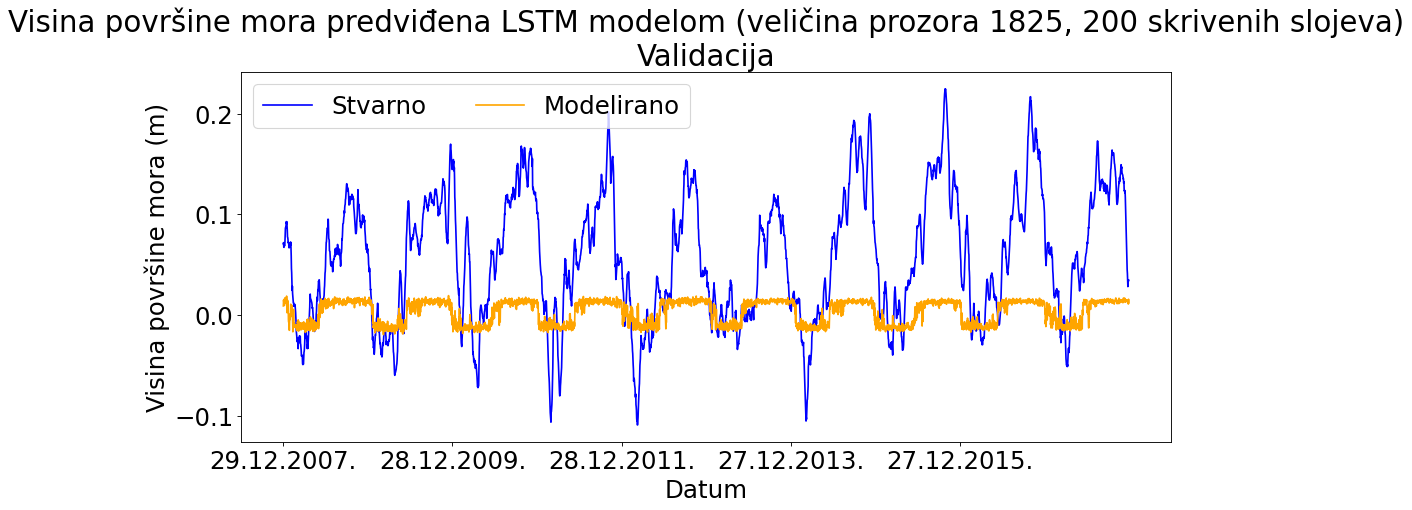 Visina površine mora predviđena LSTM modelom (veličina prozora 1825, 200 skrivenih slojeva)
Validacija
Stvarno Modelirano
Visina površine mora (m)
0.2
0.1
0.0
−0.1
29.12.2007. 28.12.2009. 28.12.2011. 27.12.2013. 27.12.2015.
Datum